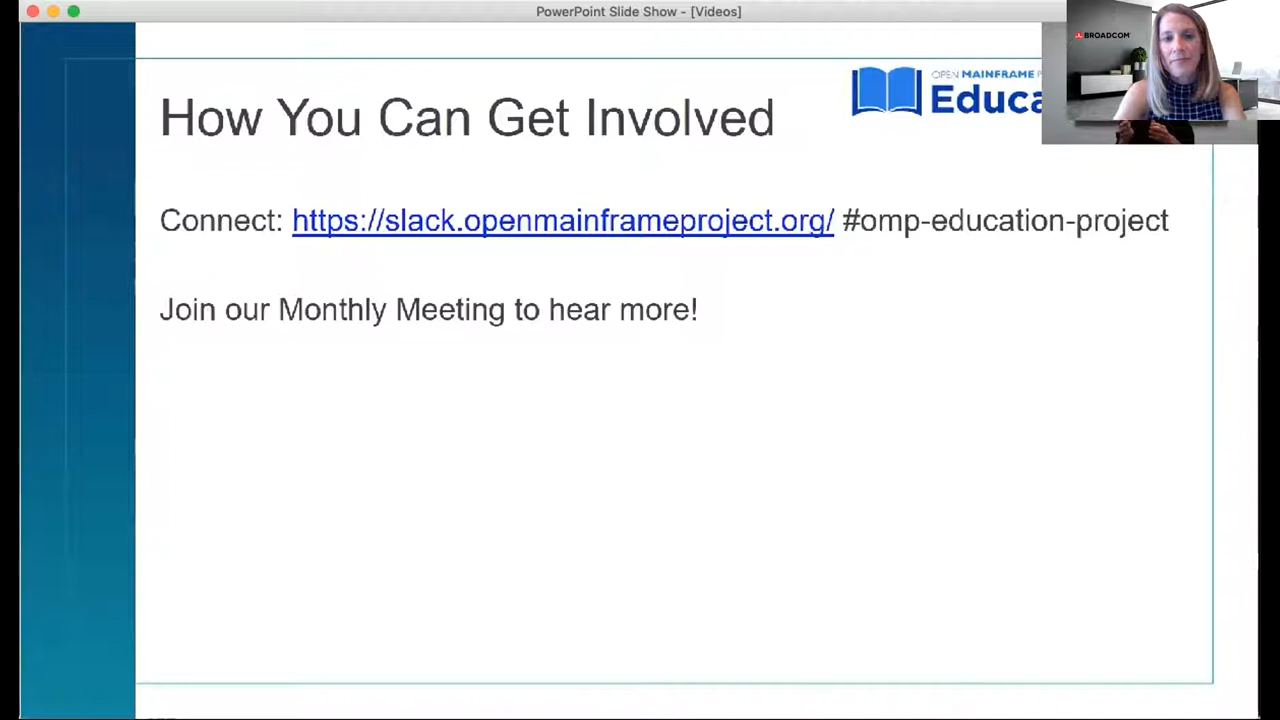 PowerPoint Slide Show - [Videos]
BROADCOM
OPEN MAINFRAME
How You Can Get Involved
Connect: https://slack.openmainframeproject.org/ #omp-education-project
Join our Monthly Meeting to hear more!